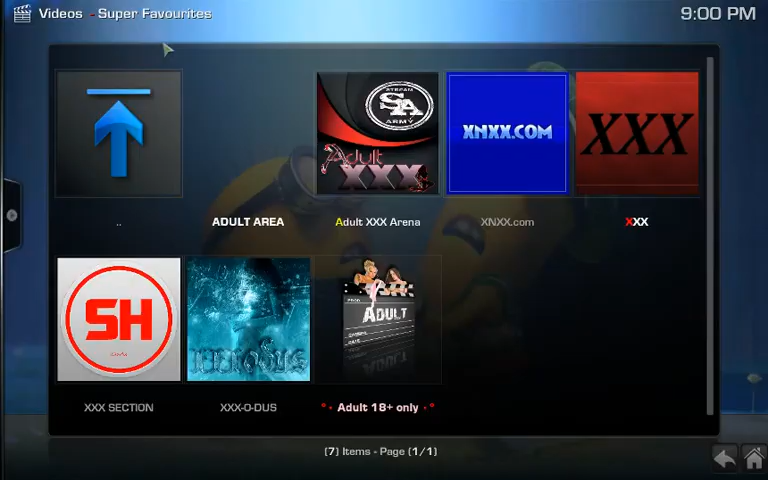 Videos - Super Favourites
9:00 PM
STREAM
SA
ARMY
Adult
XXX
XNXX.COM
XXX
..
ADULT AREA
Adult XXX Arena
XNXX.com
XXX
SH
ADULT
XXX SECTION
XXX-O-DUS
* - Adult 18+ only - *
[7] Items - Page (1/1)